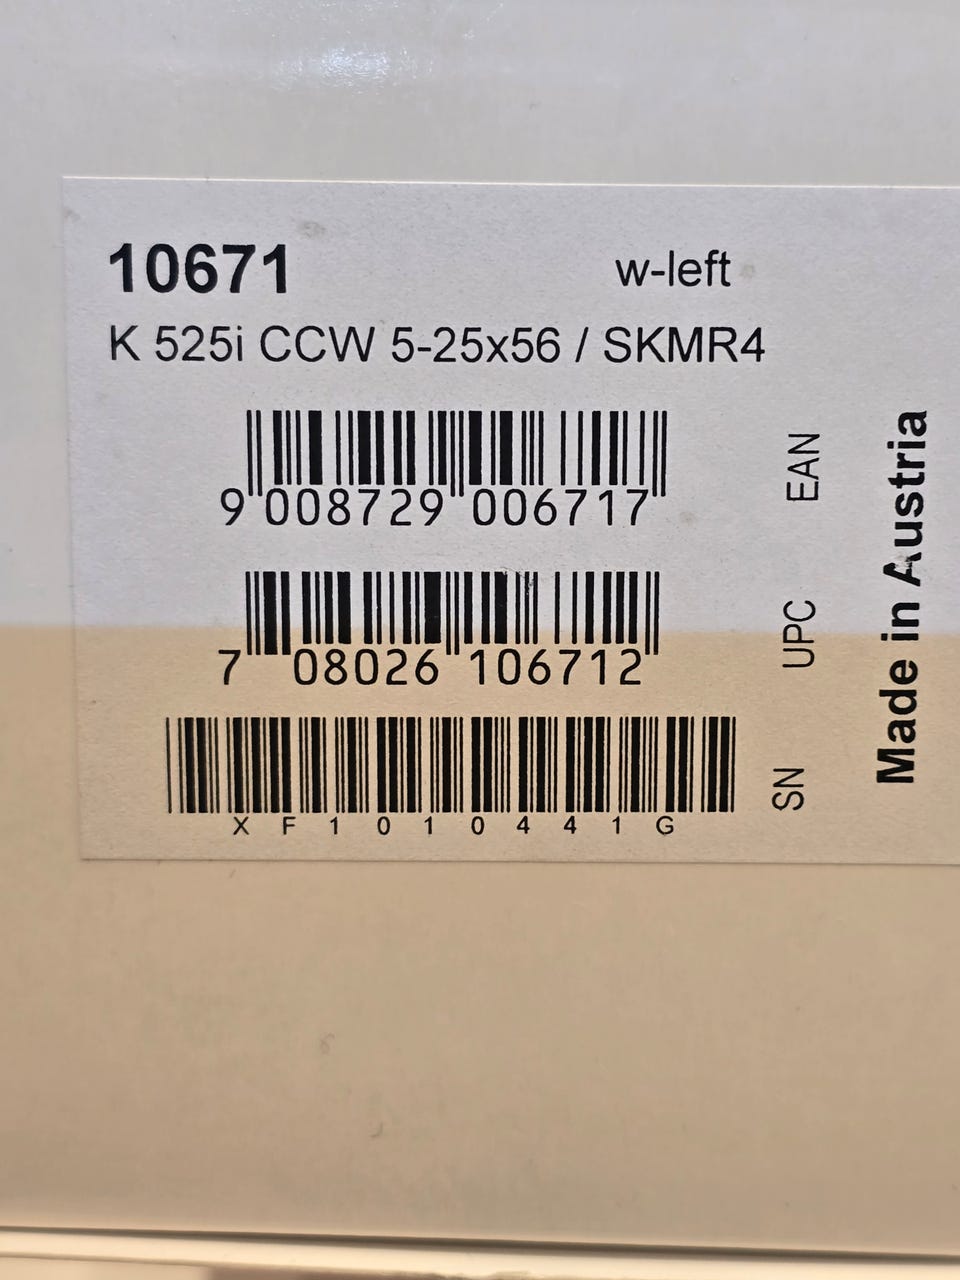 10671 w-left
K 525i CCW 5-25x56 / SKMR4
9 008729 006717 EAN
7 08026 106712 UPC
XF1010441G SN
Made in Austria